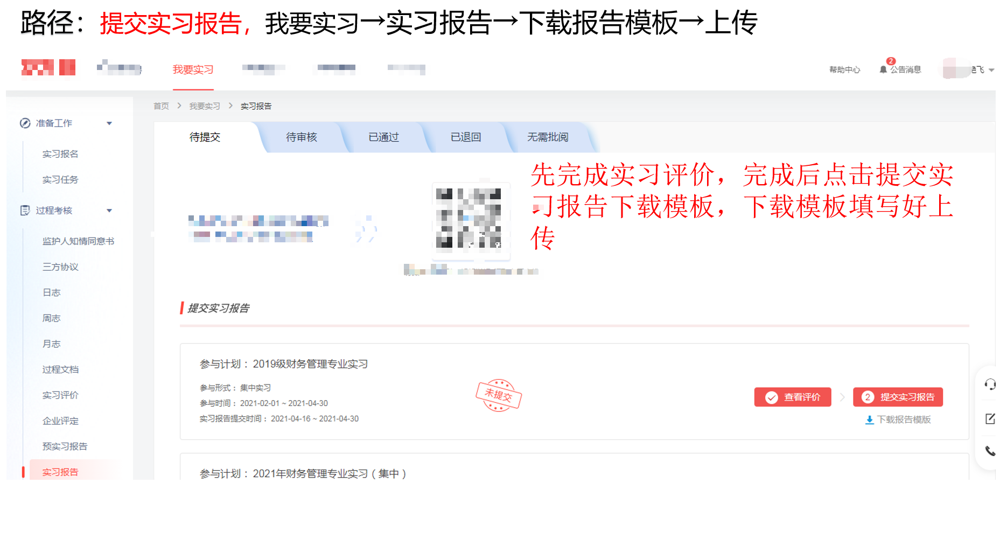 路径：提交实习报告，我要实习→实习报告→下载报告模板→上传
我要实习
帮助中心
2
公告消息
艳飞
首页 > 我要实习 > 实习报告
准备工作
实习报名
实习任务
过程考核
监护人知情同意书
三方协议
日志
周志
月志
过程文档
实习评价
企业评定
预实习报告
实习报告
待提交
待审核
已通过
已退回
无需批阅
先完成实习评价，完成后点击提交实
习报告下载模板，下载模板填写好上
传
提交实习报告
参与计划：2019级财务管理专业实习
参与形式：集中实习
参与时间：2021-02-01 ~ 2021-04-30
实习报告提交时间：2021-04-16 ~ 2021-04-30
未提交
查看评价
2 提交实习报告
下载报告模版
参与计划：2021年财务管理专业实习（集中）